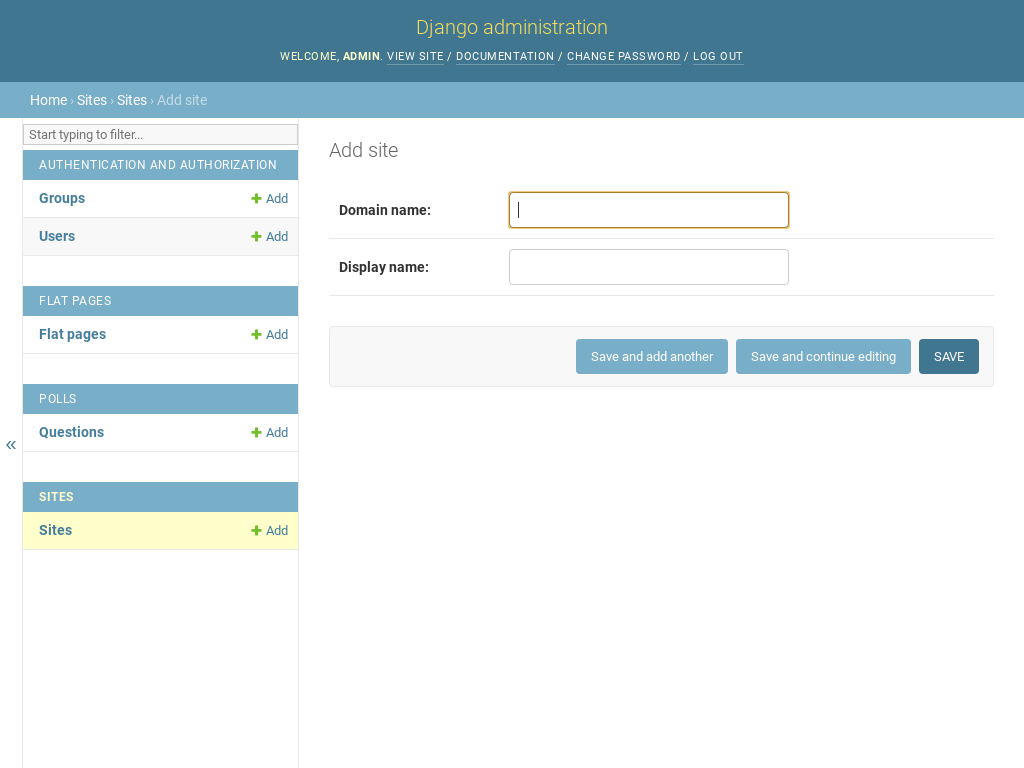 Django administration
WELCOME, ADMIN. VIEW SITE / DOCUMENTATION / CHANGE PASSWORD / LOG OUT
Home › Sites › Sites › Add site
Start typing to filter...
AUTHENTICATION AND AUTHORIZATION
Groups Add
Users Add
FLAT PAGES
Flat pages Add
POLLS
Questions Add
SITES
Sites Add
«
Add site
Domain name:
Display name:
Save and add another Save and continue editing SAVE